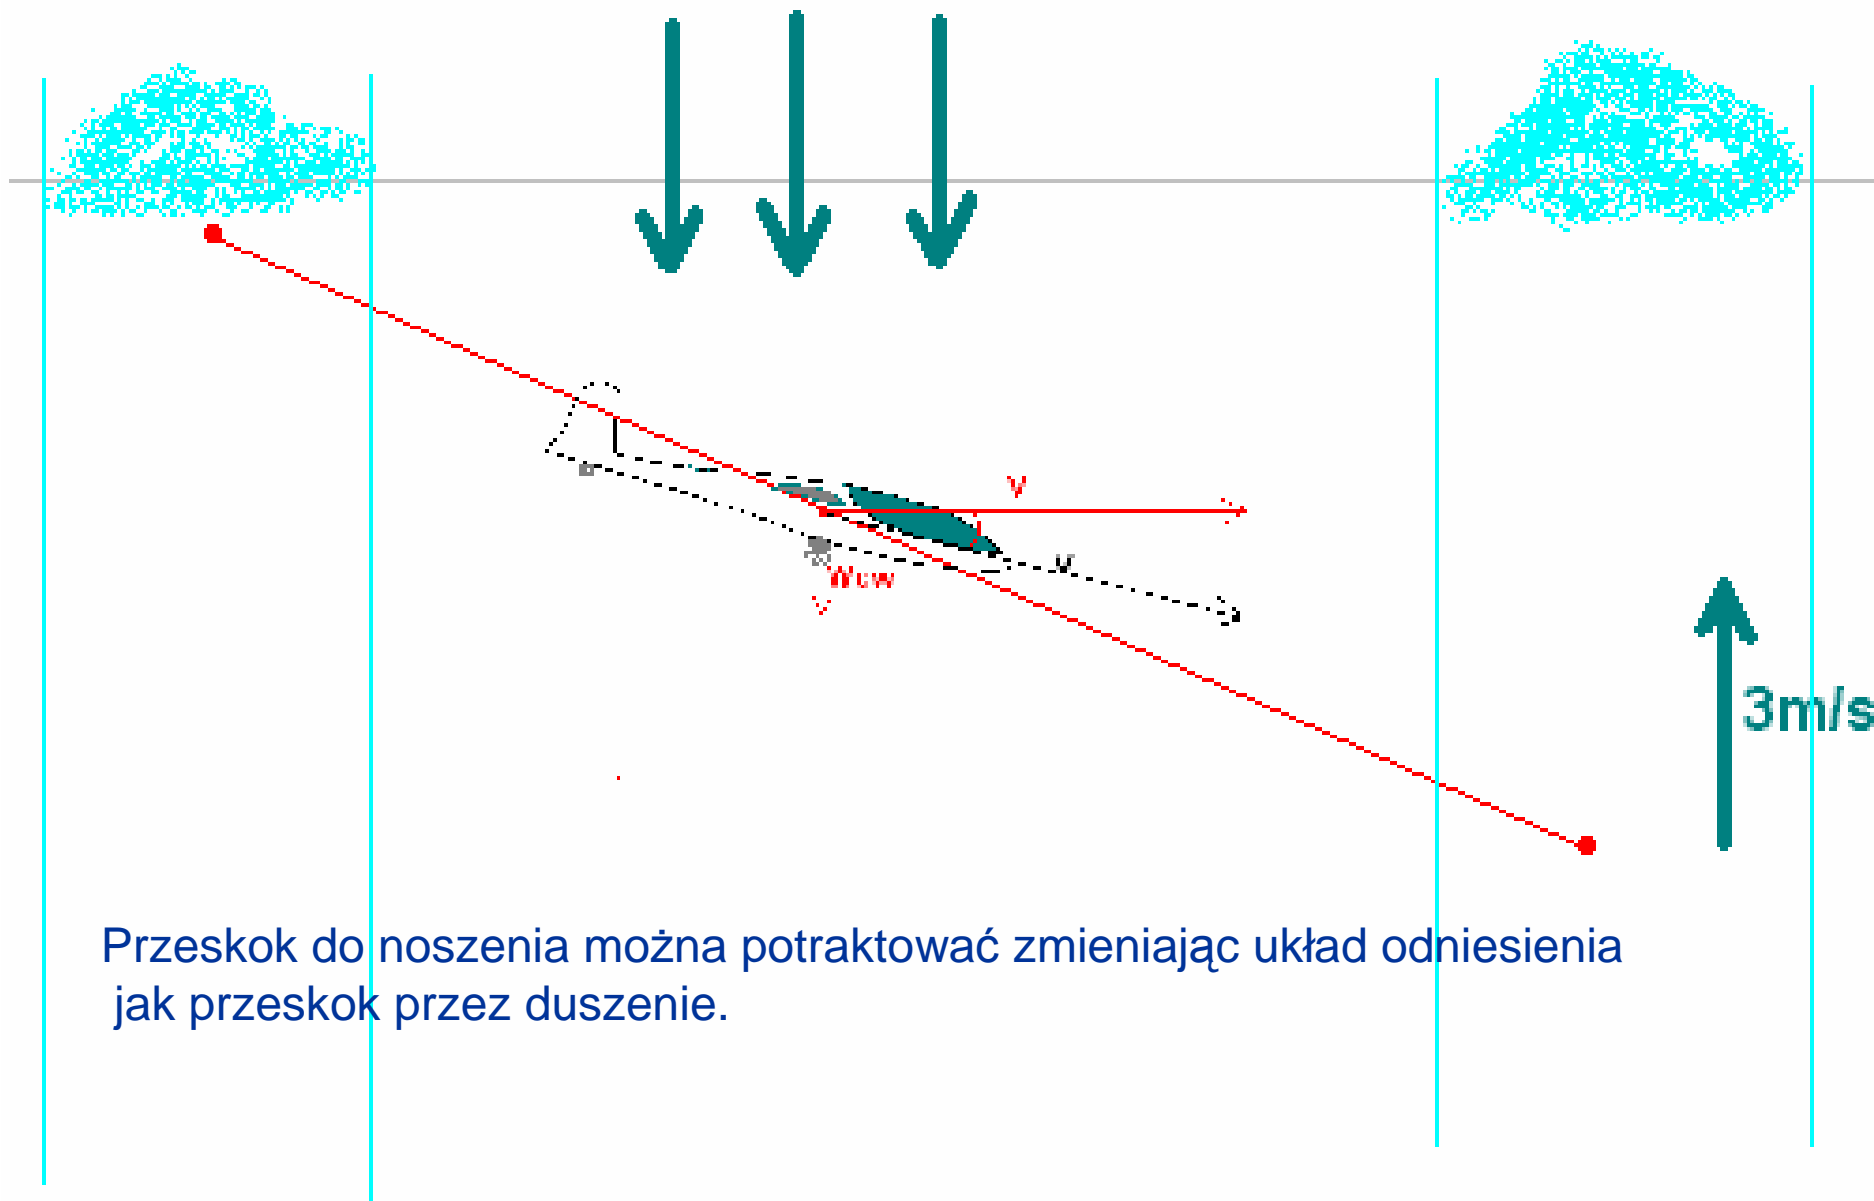 v
v
3m/s
Przeskok do noszenia można potraktować zmieniając układ odniesienia
jak przeskok przez duszenie.